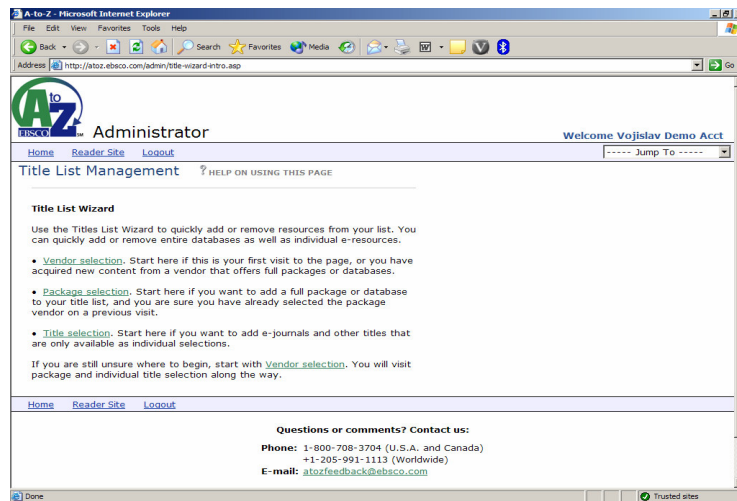 A-to-Z - Microsoft Internet Explorer
File Edit View Favorites Tools Help
Back Search Favorites Media
Address http://atoz.ebsco.com/admin/title-wizard-intro.asp Go
A to Z
EBSCO SM Administrator
Welcome Vojislav Demo Acct
Home Reader Site Logout ----- Jump To -----
Title List Management ? HELP ON USING THIS PAGE
Title List Wizard
Use the Titles List Wizard to quickly add or remove resources from your list. You
can quickly add or remove entire databases as well as individual e-resources.
• Vendor selection. Start here if this is your first visit to the page, or you have
acquired new content from a vendor that offers full packages or databases.
• Package selection. Start here if you want to add a full package or database
to your title list, and you are sure you have already selected the package
vendor on a previous visit.
• Title selection. Start here if you want to add e-journals and other titles that
are only available as individual selections.
If you are still unsure where to begin, start with Vendor selection. You will visit
package and individual title selection along the way.
Home Reader Site Logout
Questions or comments? Contact us:
Phone: 1-800-708-3704 (U.S.A. and Canada)
+1-205-991-1113 (Worldwide)
E-mail: atozfeedback@ebsco.com
Done Trusted sites